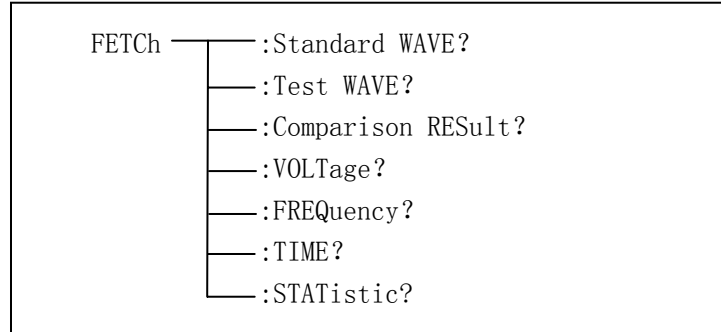 FETCh :Standard WAVE?
:Test WAVE?
:Comparison RESult?
:VOLTage?
:FREQuency?
:TIME?
:STATistic?